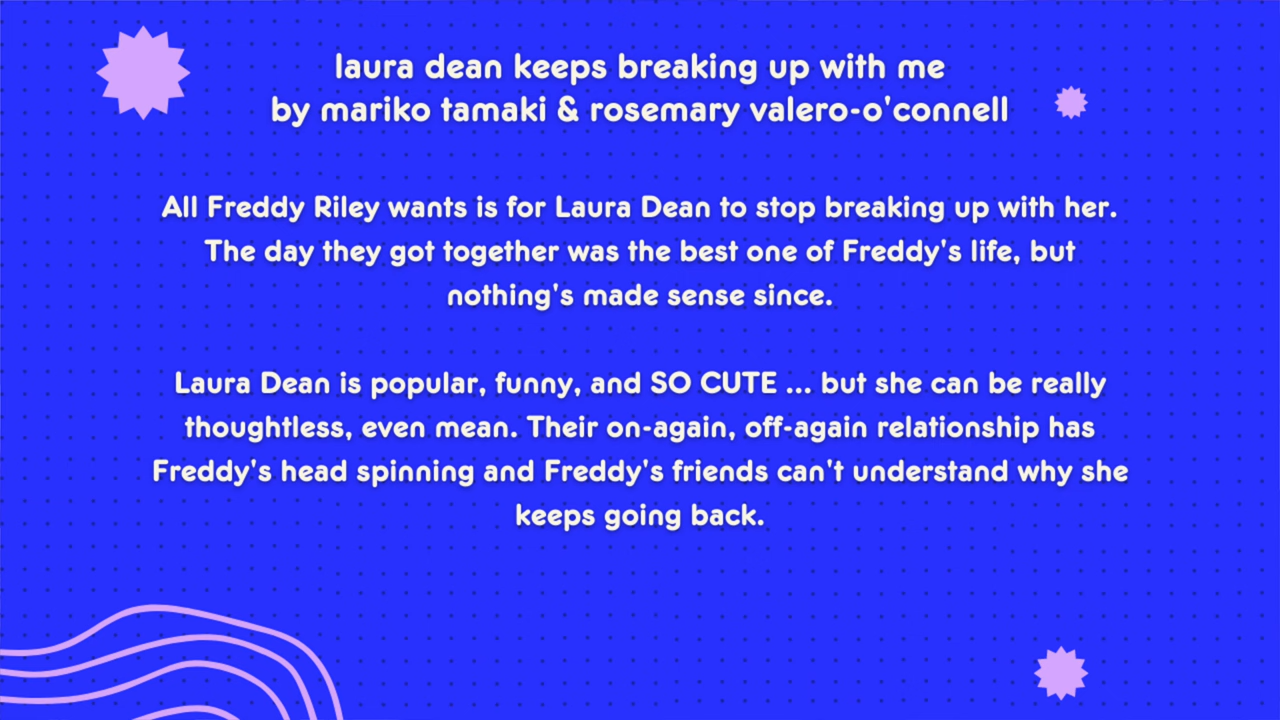 laura dean keeps breaking up with me
by mariko tamaki & rosemary valero-o'connell
All Freddy Riley wants is for Laura Dean to stop breaking up with her.
The day they got together was the best one of Freddy's life, but
nothing's made sense since.
Laura Dean is popular, funny, and SO CUTE ... but she can be really
thoughtless, even mean. Their on-again, off-again relationship has
Freddy's head spinning and Freddy's friends can't understand why she
keeps going back.